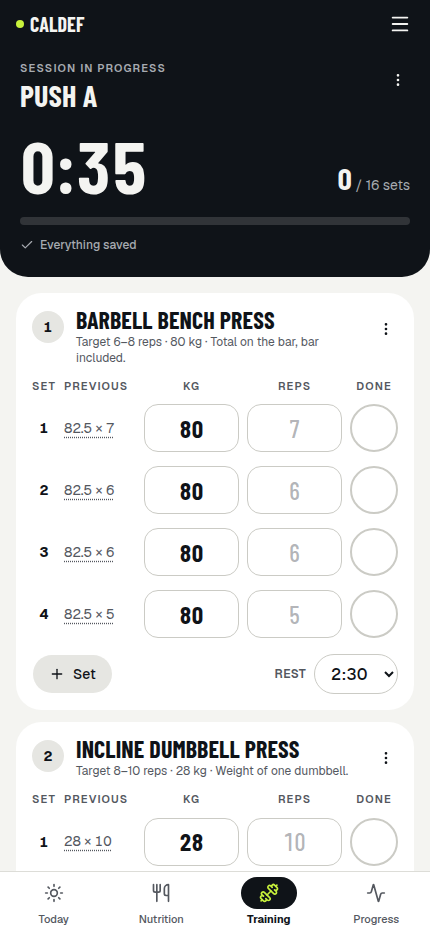 CALDEF
SESSION IN PROGRESS
PUSH A
0:35
0 / 16 sets
Everything saved
1
BARBELL BENCH PRESS
Target 6–8 reps · 80 kg · Total on the bar, bar
included.
SET PREVIOUS KG REPS DONE
1 82.5 × 7 80 7
2 82.5 × 6 80 6
3 82.5 × 6 80 6
4 82.5 × 5 80 5
+ Set REST 2:30
2
INCLINE DUMBBELL PRESS
Target 8–10 reps · 28 kg · Weight of one dumbbell.
SET PREVIOUS KG REPS DONE
1 28 × 10 28 10
Today Nutrition Training Progress